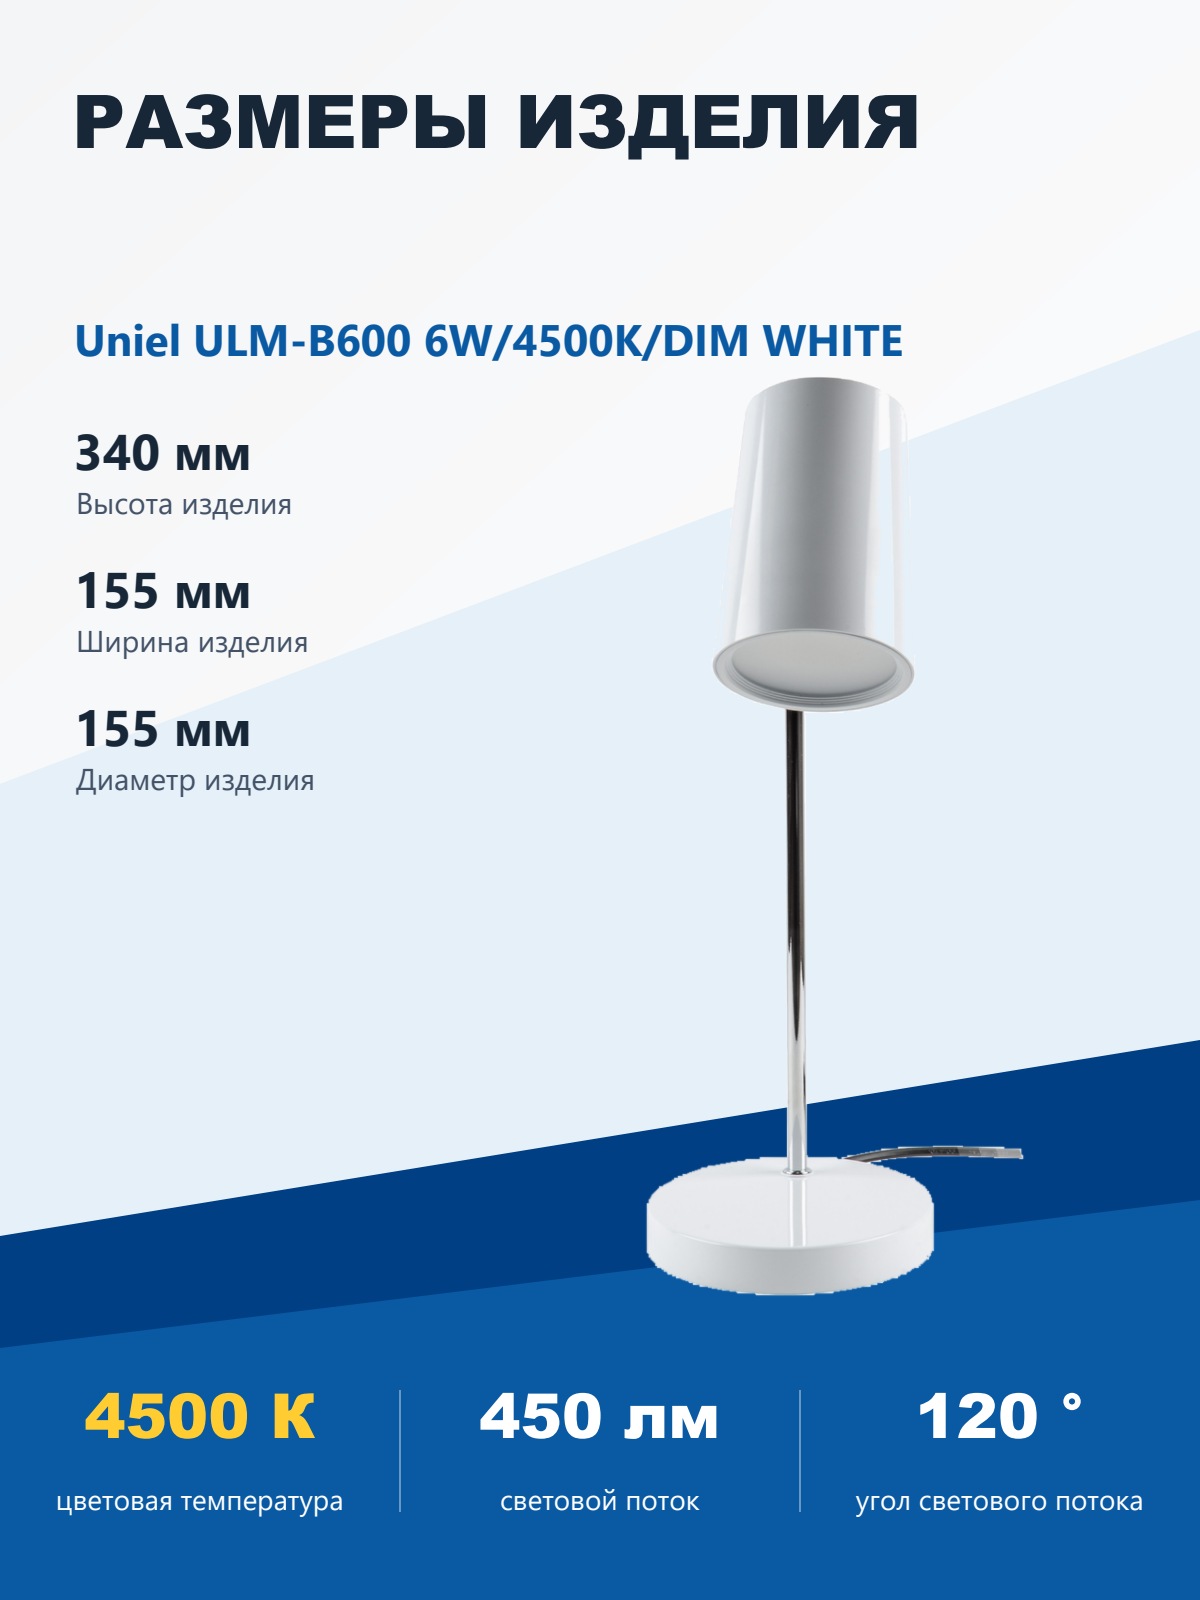 РАЗМЕРЫ ИЗДЕЛИЯ
Uniel ULM-B600 6W/4500K/DIM WHITE
340 мм
Высота изделия
155 мм
Ширина изделия
155 мм
Диаметр изделия
4500 К
цветовая температура
450 лм
световой поток
120 °
угол светового потока